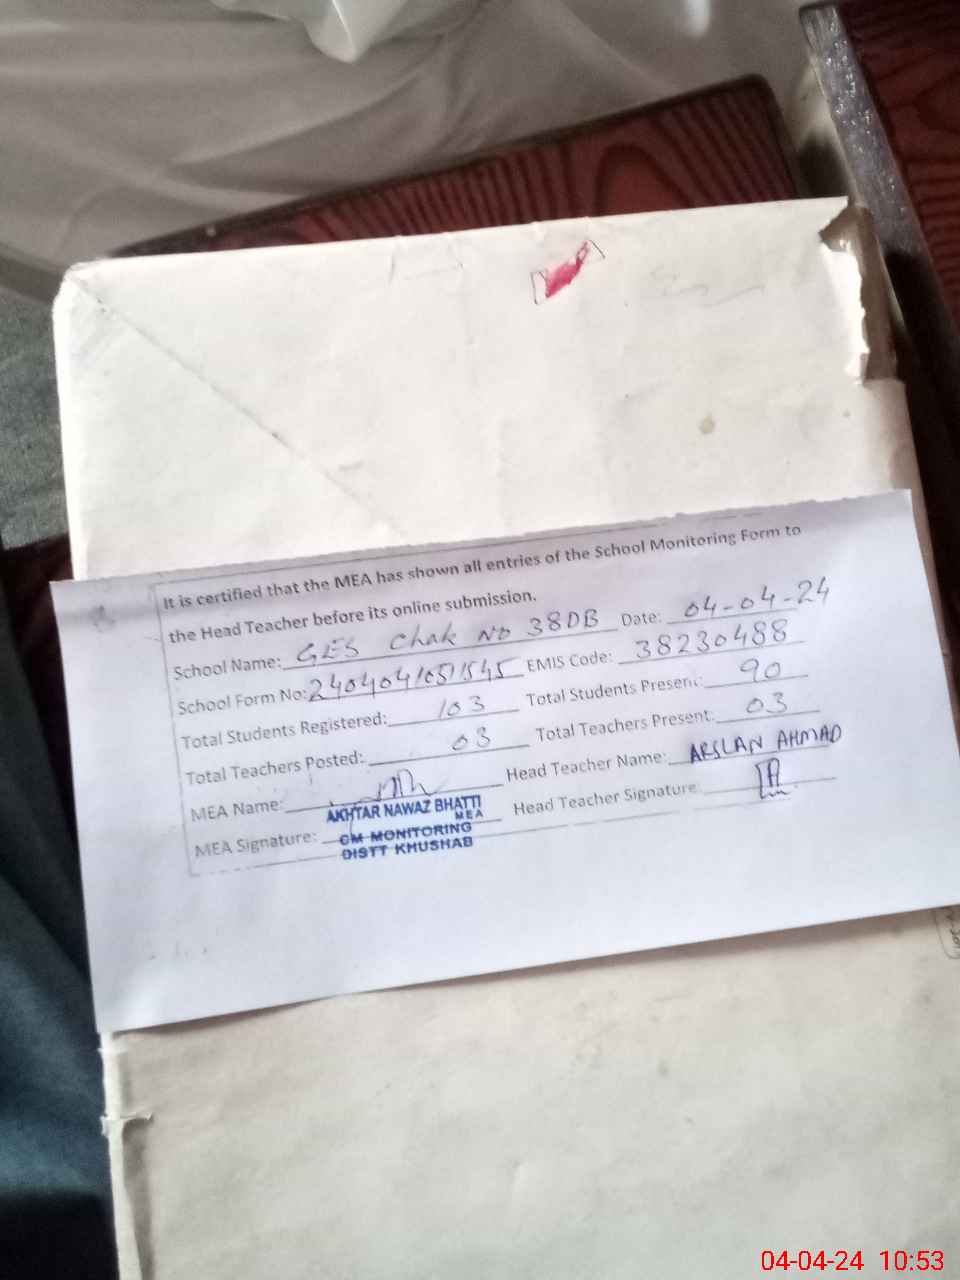 It is certified that the MEA has shown all entries of the School Monitoring Form to
the Head Teacher before its online submission.
School Name: GES Chak No 38DB Date: 04-04-24
School Form No: 2404041051545 EMIS Code: 38230488
Total Students Registered: 103 Total Students Present: 90
Total Teachers Posted: 03 Total Teachers Present: 03
MEA Name: Head Teacher Name: ARSLAN AHMAD
AKHTAR NAWAZ BHATTI
MEA
MEA Signature: CM MONITORING Head Teacher Signature:
DISTT KHUSHAB
04-04-24 10:53